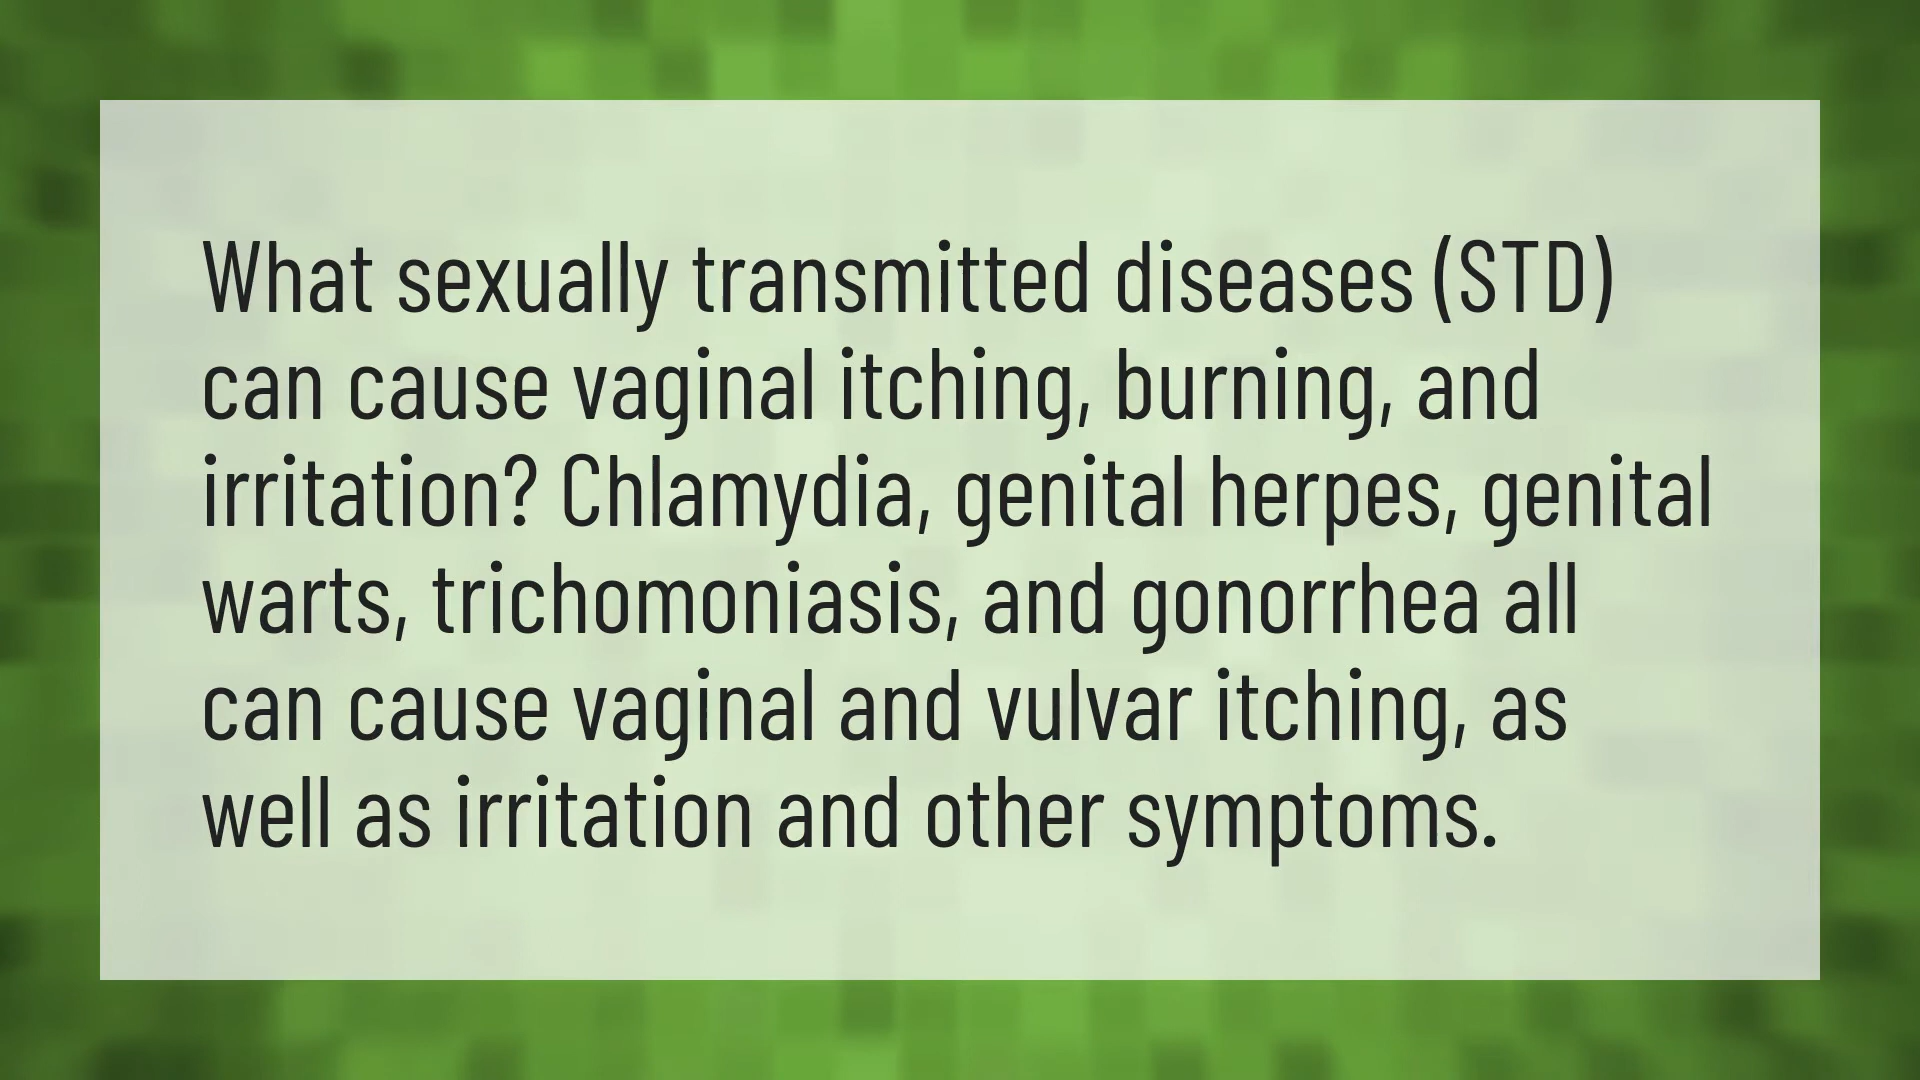 What sexually transmitted diseases (STD)
can cause vaginal itching, burning, and
irritation? Chlamydia, genital herpes, genital
warts, trichomoniasis, and gonorrhea all
can cause vaginal and vulvar itching, as
well as irritation and other symptoms.